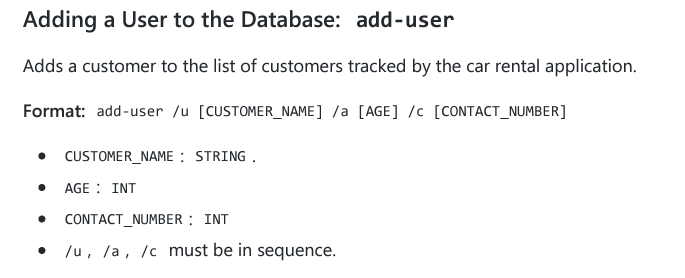 Adding a User to the Database: add-user
Adds a customer to the list of customers tracked by the car rental application.
Format: add-user /u [CUSTOMER_NAME] /a [AGE] /c [CONTACT_NUMBER]
• CUSTOMER_NAME : STRING .
• AGE : INT
• CONTACT_NUMBER : INT
• /u , /a , /c must be in sequence.